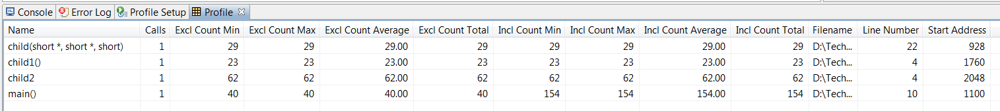 Console Error Log Profile Setup Profile
Name Calls Excl Count Min Excl Count Max Excl Count Average Excl Count Total Incl Count Min Incl Count Max Incl Count Average Incl Count Total Filename Line Number Start Address
child(short *, short *, short) 1 29 29 29.00 29 29 29 29.00 29 D:\Tech... 22 928
child1() 1 23 23 23.00 23 23 23 23.00 23 D:\Tech... 4 1760
child2 1 62 62 62.00 62 62 62 62.00 62 D:\Tech... 4 2048
main() 1 40 40 40.00 40 154 154 154.00 154 D:\Tech... 10 1100